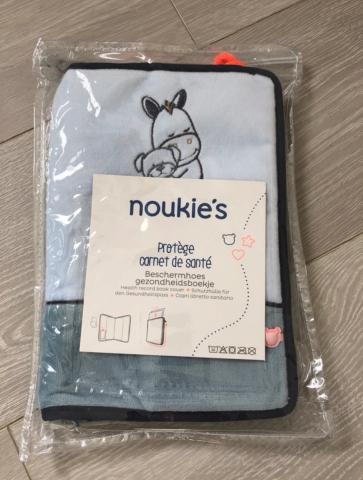 noukie's
Protège
carnet de santé
Beschermhoes
gezondheidsboekje
Health record book cover + Schutzhülle für
den Gesundheitspass + Copri libretto sanitario